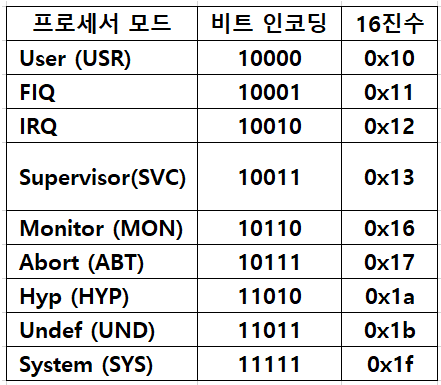 프로세서 모드 비트 인코딩 16진수
User (USR) 10000 0x10
FIQ 10001 0x11
IRQ 10010 0x12
Supervisor(SVC) 10011 0x13
Monitor (MON) 10110 0x16
Abort (ABT) 10111 0x17
Hyp (HYP) 11010 0x1a
Undef (UND) 11011 0x1b
System (SYS) 11111 0x1f